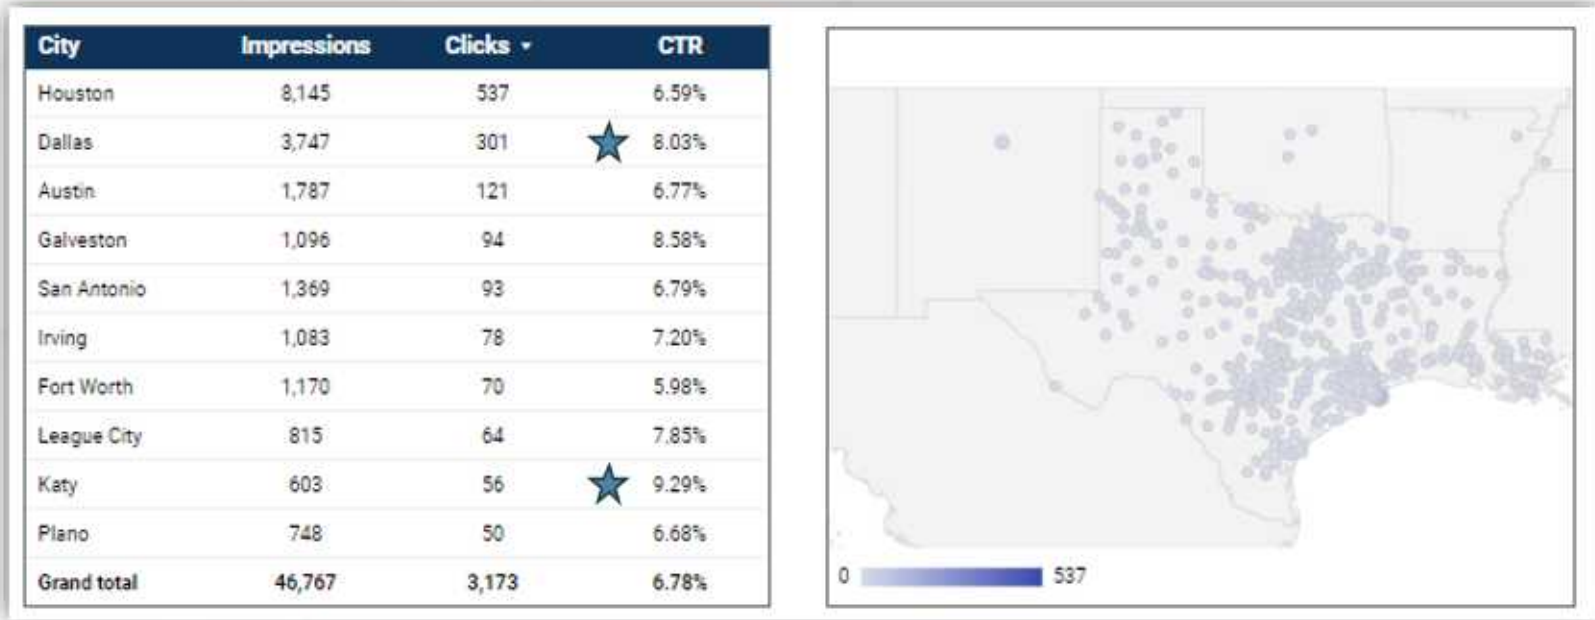 City Impressions Clicks CTR
Houston 8,145 537 6.59%
Dallas 3,747 301 8.03%
Austin 1,787 121 6.77%
Galveston 1,096 94 8.58%
San Antonio 1,369 93 6.79%
Irving 1,083 78 7.20%
Fort Worth 1,170 70 5.98%
League City 815 64 7.85%
Katy 603 56 9.29%
Plano 748 50 6.68%
Grand total 46,767 3,173 6.78%
0 537